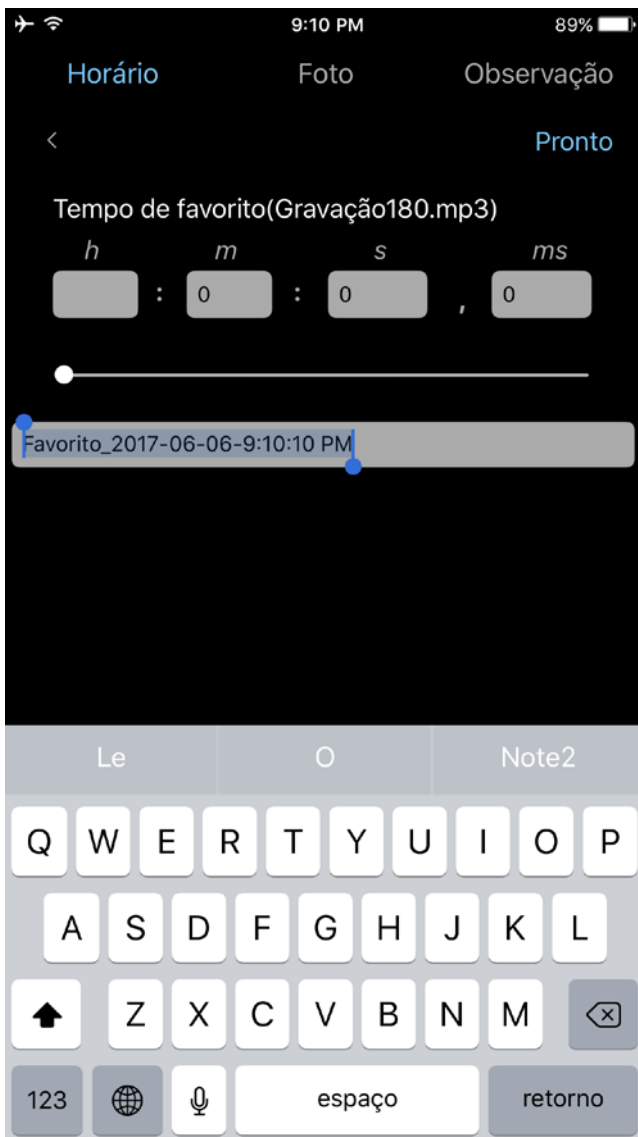 9:10 PM 89%
Horário Foto Observação
< Pronto
Tempo de favorito(Gravação180.mp3)
h m s ms
: 0 : 0 , 0
Favorito_2017-06-06-9:10:10 PM
Le O Note2
Q W E R T Y U I O P
A S D F G H J K L
Z X C V B N M
123 espaço retorno